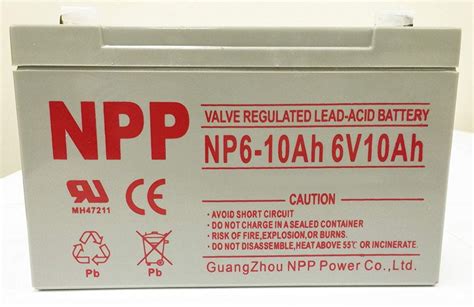 NPP
VALVE REGULATED LEAD-ACID BATTERY
NP6-10Ah 6V10Ah
RU CE
MH47211
CAUTION
• AVOID SHORT CIRCUIT
• DO NOT CHARGE IN A SEALED CONTAINER
• RISK OF FIRE,EXPLOSION,OR BURNS.
• DO NOT DISASSEMBLE,HEAT ABOVE 55℃ OR INCINERATE.
Pb Pb
GuangZhou NPP Power Co.,Ltd.